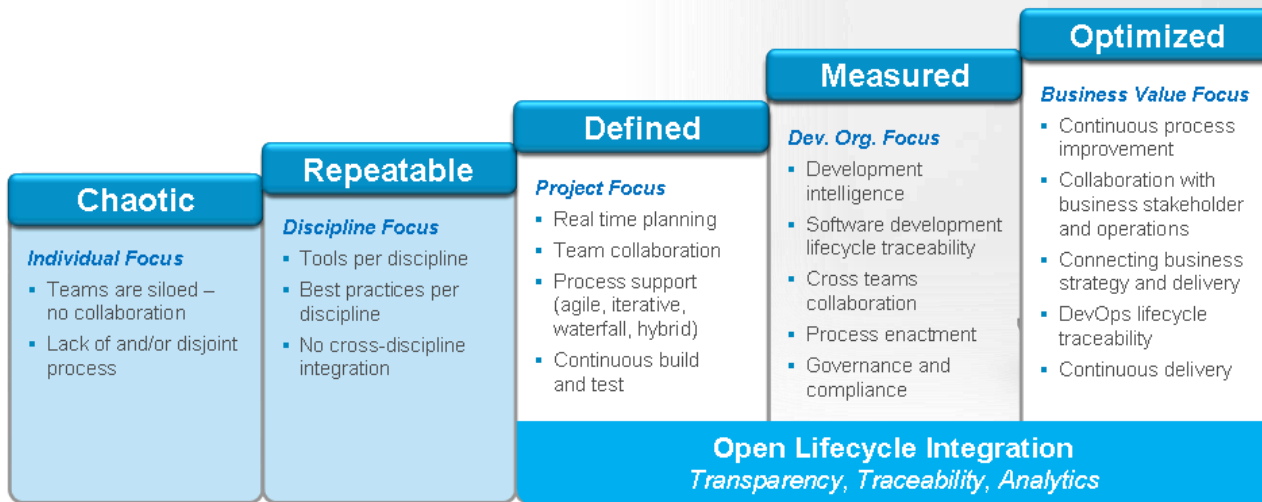 Chaotic
Individual Focus
▪ Teams are siloed –
no collaboration
▪ Lack of and/or disjoint
process
Repeatable
Discipline Focus
▪ Tools per discipline
▪ Best practices per
discipline
▪ No cross-discipline
integration
Defined
Project Focus
▪ Real time planning
▪ Team collaboration
▪ Process support
(agile, iterative,
waterfall, hybrid)
▪ Continuous build
and test
Measured
Dev. Org. Focus
▪ Development
intelligence
▪ Software development
lifecycle traceability
▪ Cross teams
collaboration
▪ Process enactment
▪ Governance and
compliance
Optimized
Business Value Focus
▪ Continuous process
improvement
▪ Collaboration with
business stakeholder
and operations
▪ Connecting business
strategy and delivery
▪ DevOps lifecycle
traceability
▪ Continuous delivery
Open Lifecycle Integration
Transparency, Traceability, Analytics